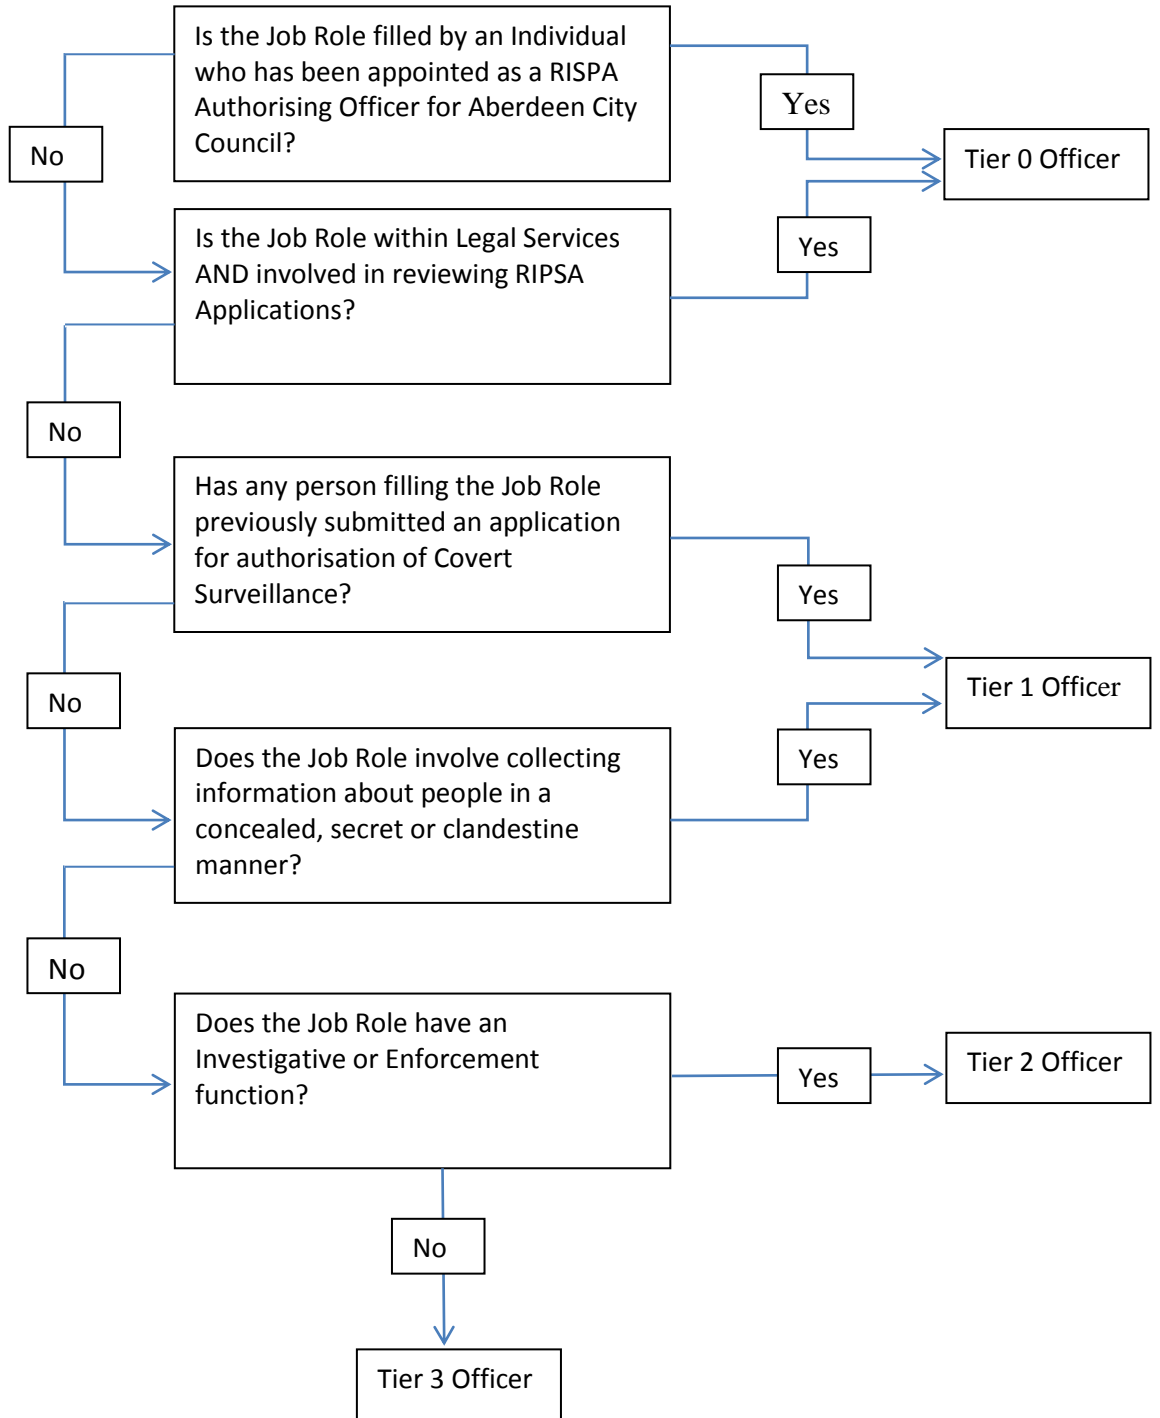 Is the Job Role filled by an Individual
who has been appointed as a RISPA
Authorising Officer for Aberdeen City
Council?
Yes
No
Tier 0 Officer
Is the Job Role within Legal Services
AND involved in reviewing RIPSA
Applications?
Yes
No
Has any person filling the Job Role
previously submitted an application
for authorisation of Covert
Surveillance?
Yes
No
Tier 1 Officer
Does the Job Role involve collecting
information about people in a
concealed, secret or clandestine
manner?
Yes
No
Does the Job Role have an
Investigative or Enforcement
function?
Yes
Tier 2 Officer
No
Tier 3 Officer